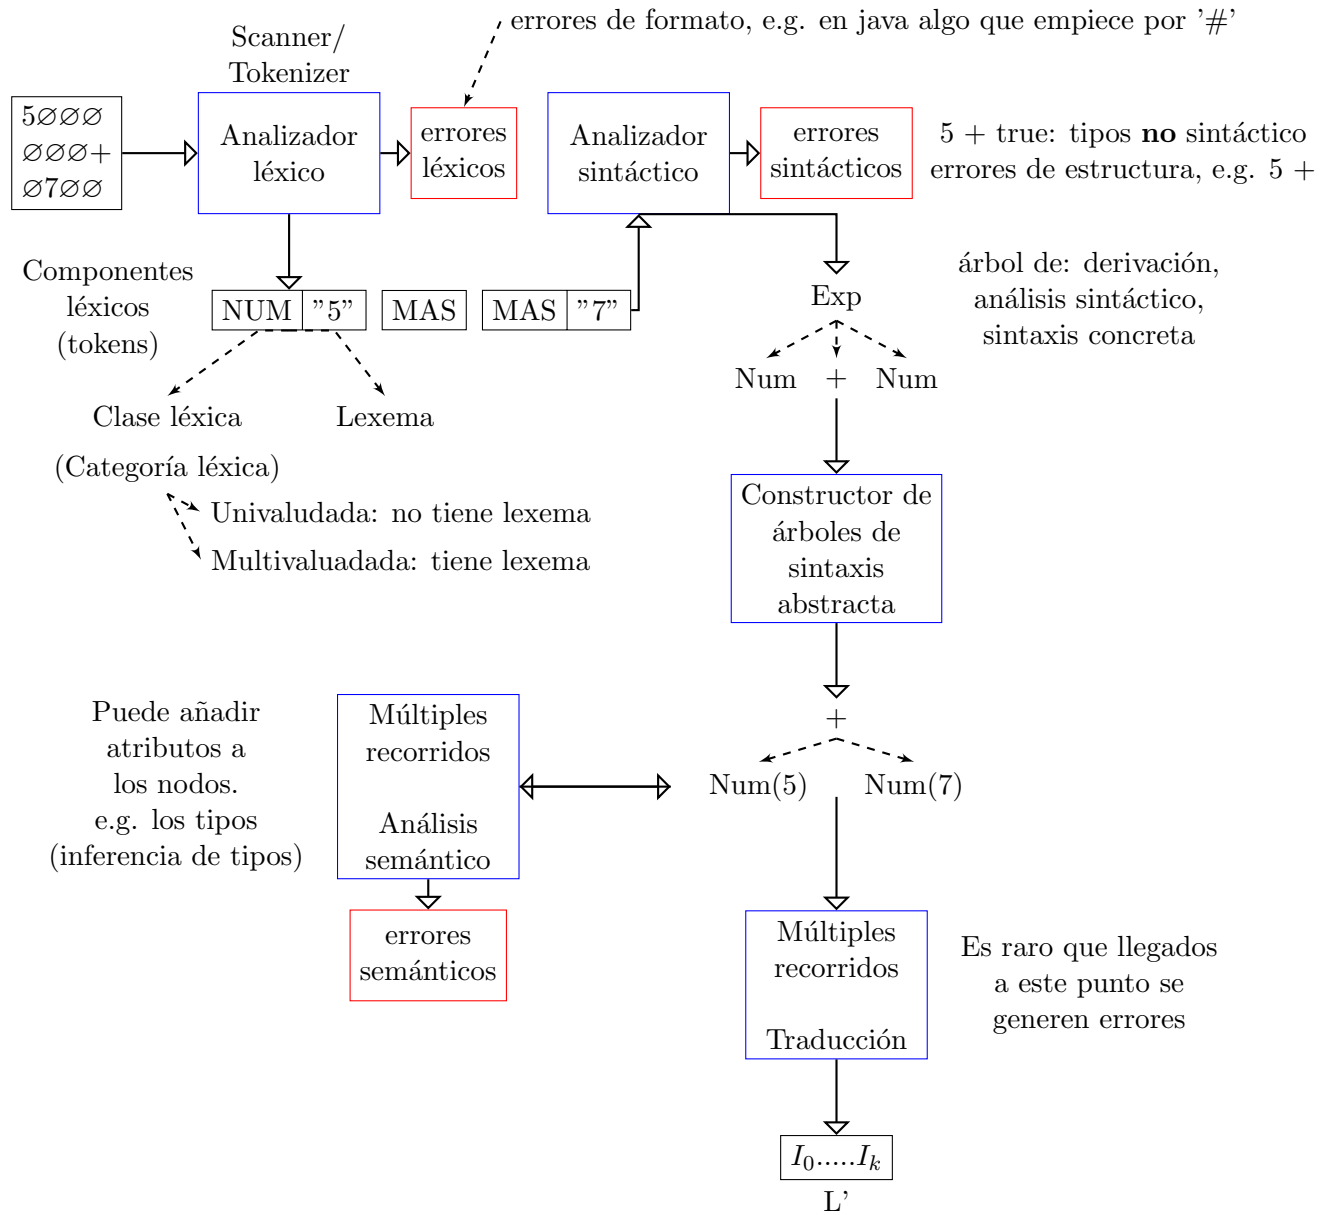 errores de formato, e.g. en java algo que empiece por '#'
Scanner/
Tokenizer
5∅∅∅
∅∅∅+
∅7∅∅
Analizador
léxico
errores
léxicos
Analizador
sintáctico
errores
sintácticos
5 + true: tipos no sintáctico
errores de estructura, e.g. 5 +
Componentes
léxicos
(tokens)
NUM "5" MAS MAS "7"
Exp
Num + Num
árbol de: derivación,
análisis sintáctico,
sintaxis concreta
Clase léxica
Lexema
(Categoría léxica)
Univaludada: no tiene lexema
Multivaluadada: tiene lexema
Constructor de
árboles de
sintaxis
abstracta
+
Num(5) Num(7)
Puede añadir
atributos a
los nodos.
e.g. los tipos
(inferencia de tipos)
Múltiples
recorridos
Análisis
semántico
errores
semánticos
Múltiples
recorridos
Traducción
Es raro que llegados
a este punto se
generen errores
I₀.....Iₖ
L'